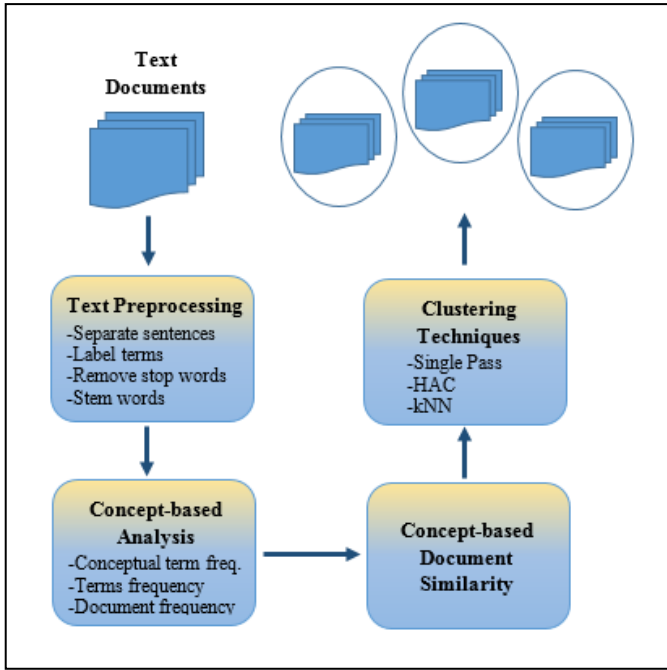 Text
Documents
Text Preprocessing
-Separate sentences
-Label terms
-Remove stop words
-Stem words
Concept-based
Analysis
-Conceptual term freq.
-Terms frequency
-Document frequency
Concept-based
Document
Similarity
Clustering
Techniques
-Single Pass
-HAC
-kNN